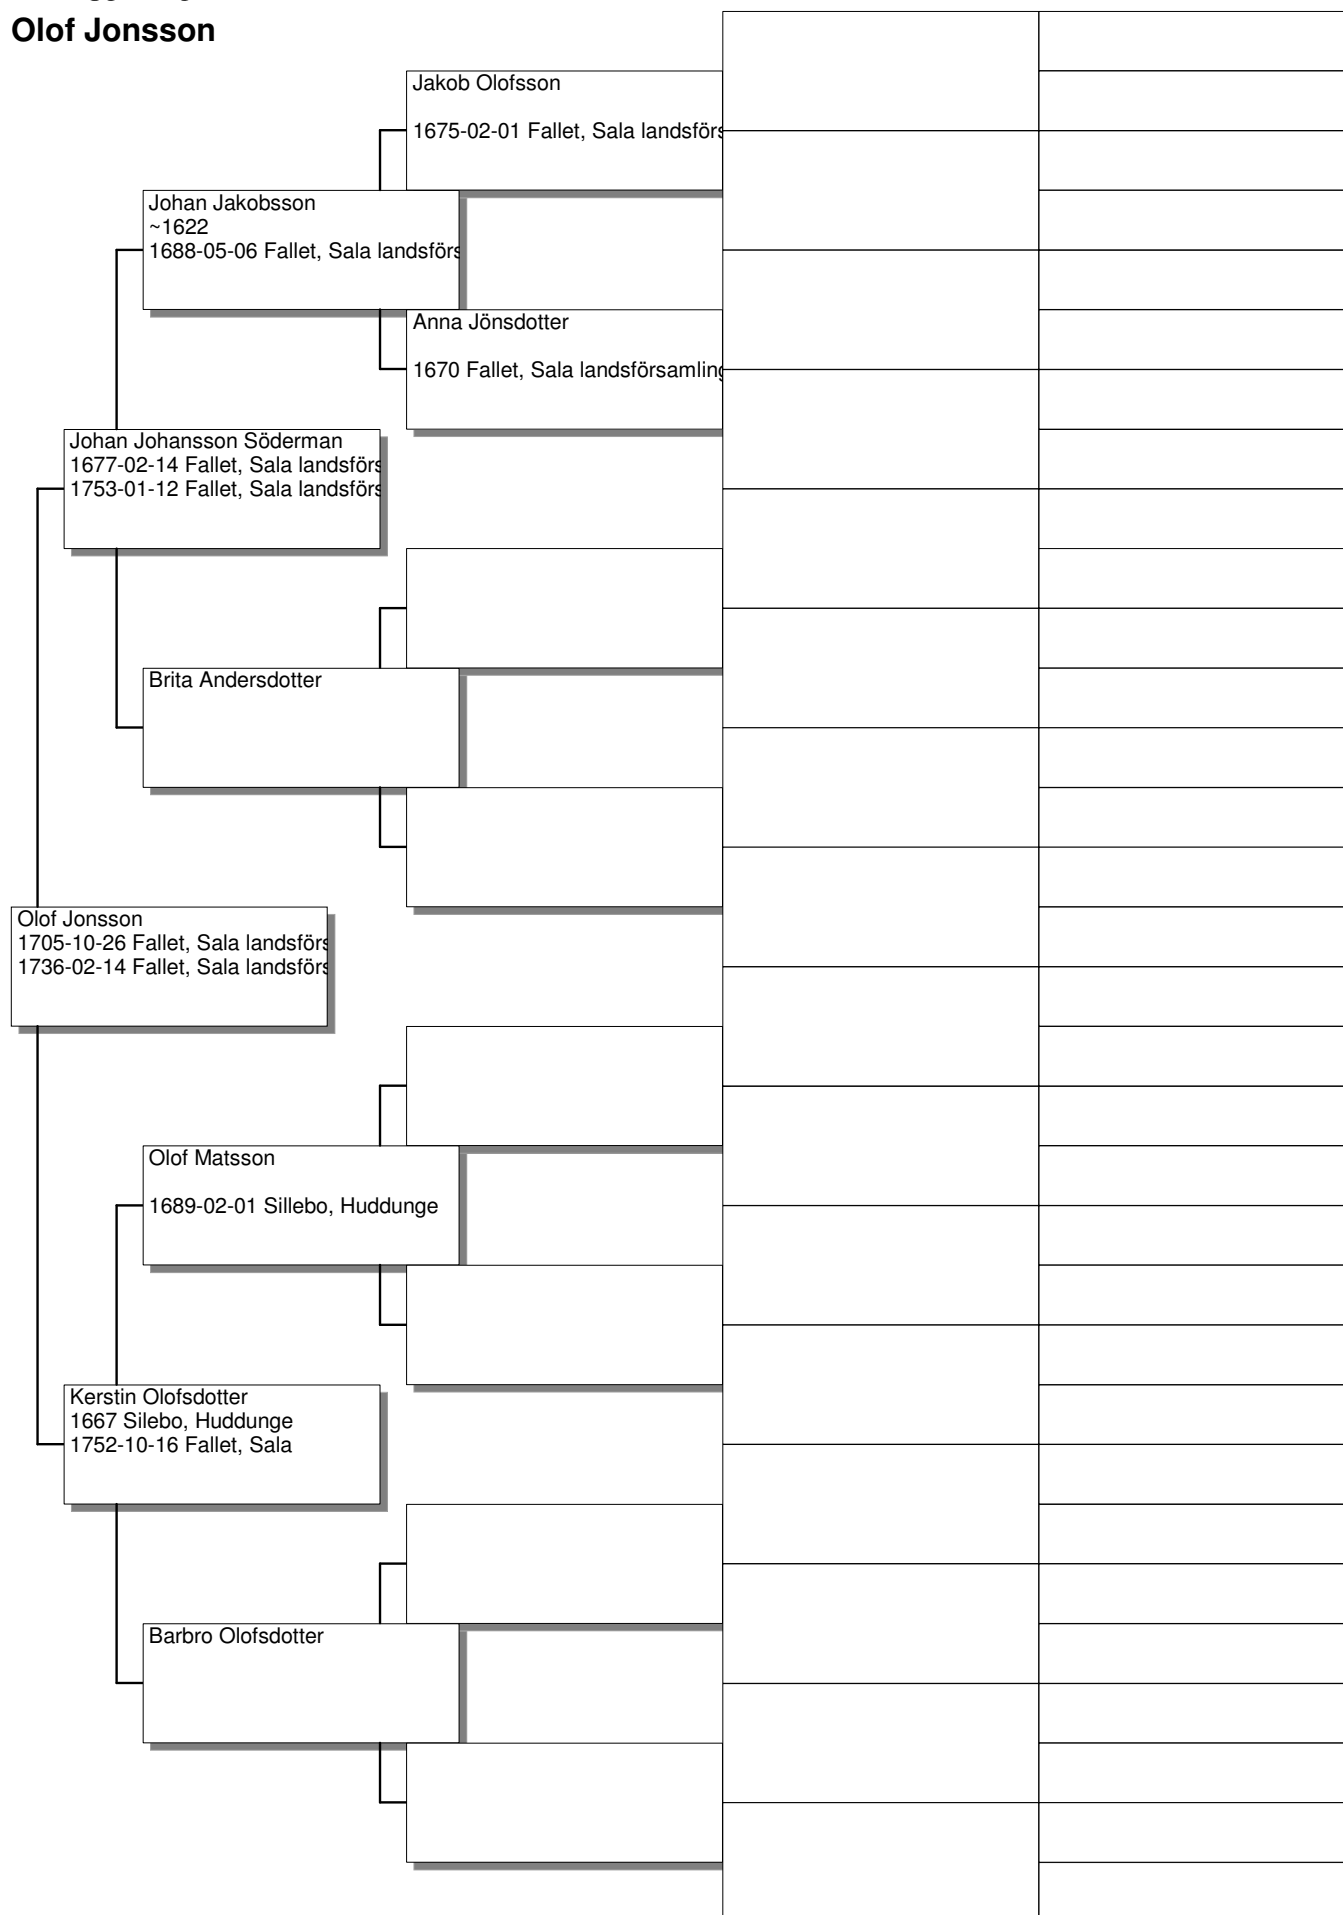 Olof Jonsson
Jakob Olofsson
1675-02-01 Fallet, Sala landsförs
Johan Jakobsson
~1622
1688-05-06 Fallet, Sala landsförs
Anna Jönsdotter
1670 Fallet, Sala landsförsamling
Johan Johansson Söderman
1677-02-14 Fallet, Sala landsförs
1753-01-12 Fallet, Sala landsförs
Brita Andersdotter
Olof Jonsson
1705-10-26 Fallet, Sala landsförs
1736-02-14 Fallet, Sala landsförs
Olof Matsson
1689-02-01 Sillebo, Huddunge
Kerstin Olofsdotter
1667 Silebo, Huddunge
1752-10-16 Fallet, Sala
Barbro Olofsdotter